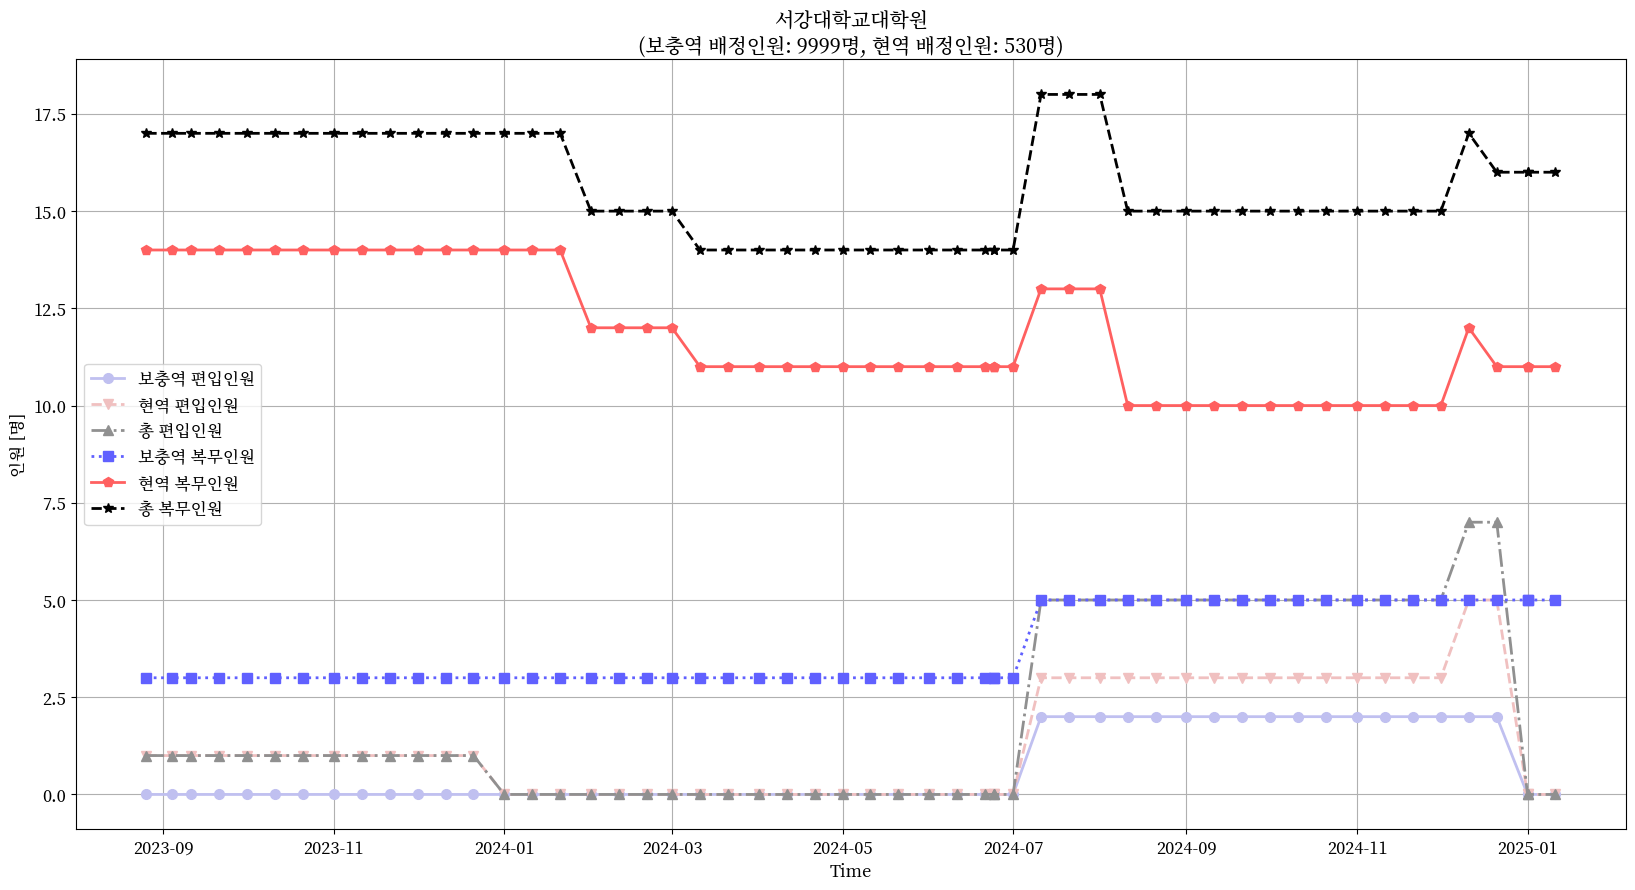 서강대학교대학원
(보충역 배정인원: 9999명, 현역 배정인원: 530명)
인원 [명]
17.5
15.0
12.5
10.0
7.5
5.0
2.5
0.0
보충역 편입인원
현역 편입인원
총 편입인원
보충역 복무인원
현역 복무인원
총 복무인원
2023-09
2023-11
2024-01
2024-03
2024-05
2024-07
2024-09
2024-11
2025-01
Time